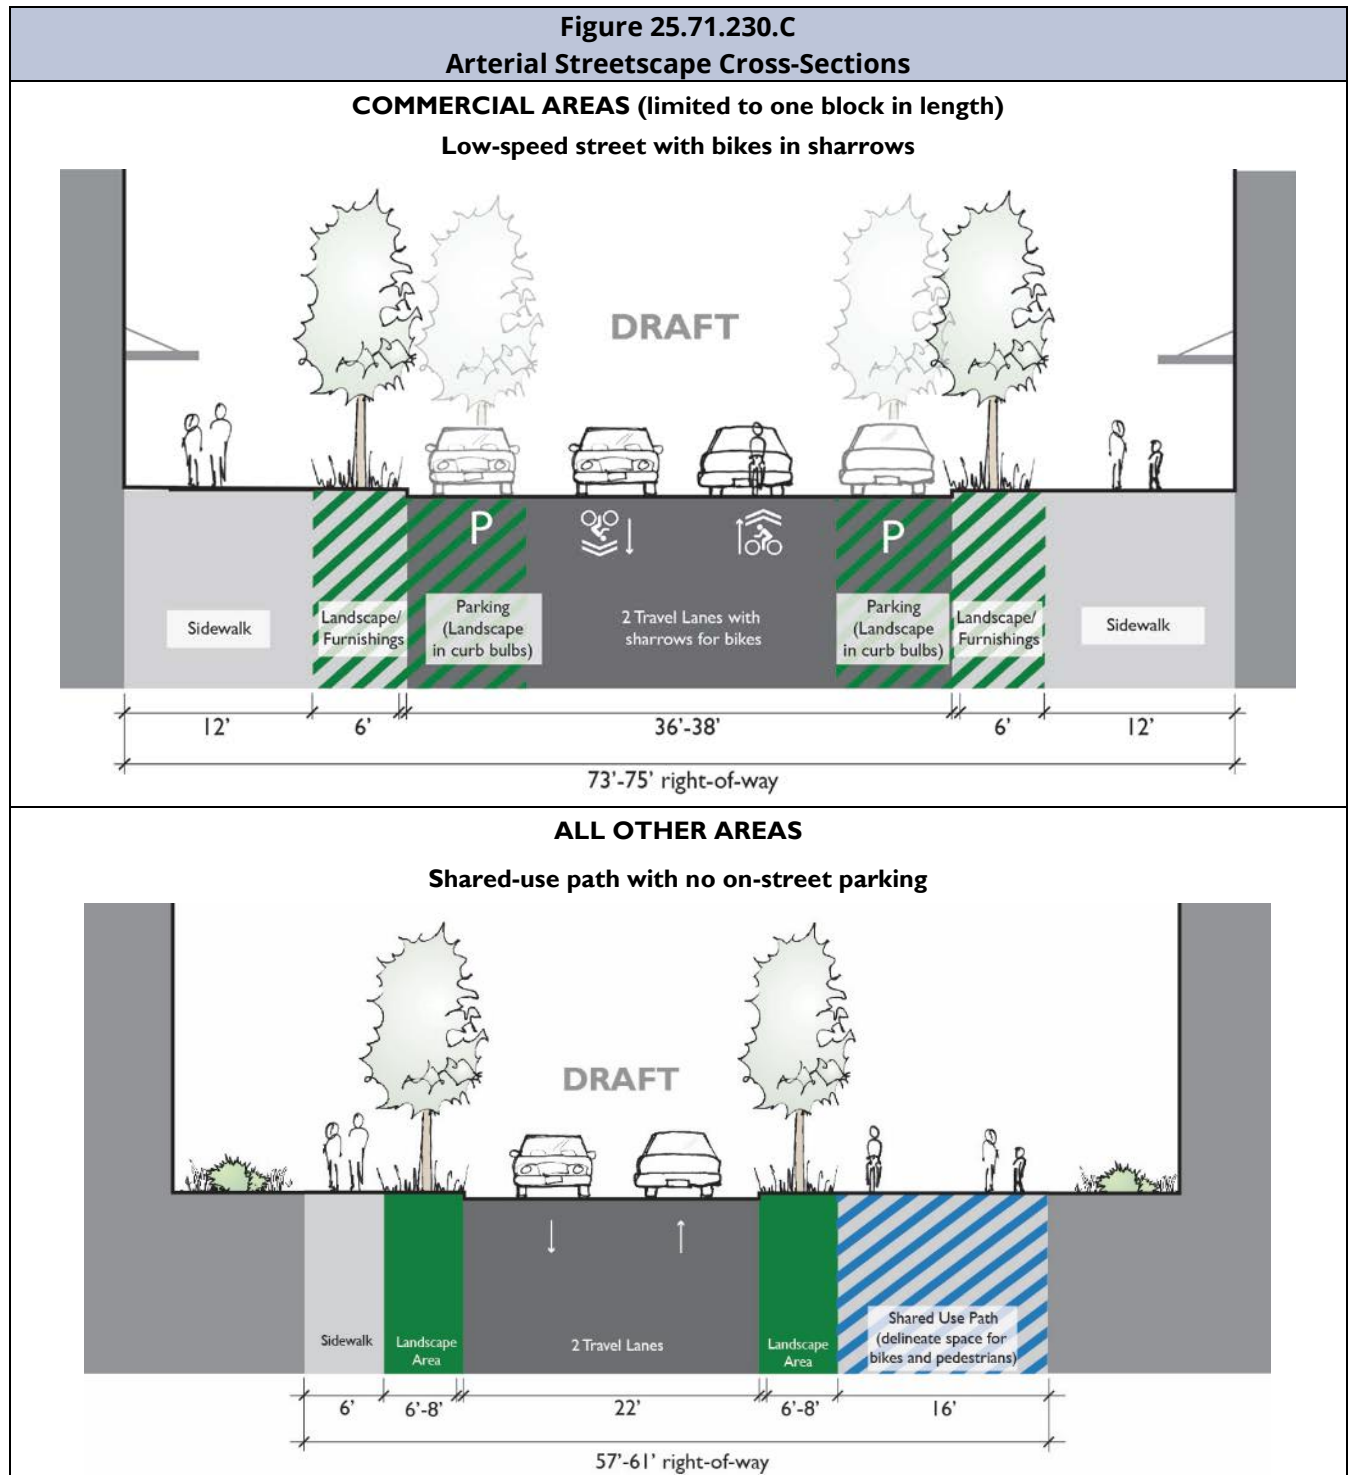 Figure 25.71.230.C
Arterial Streetscape Cross-Sections
COMMERCIAL AREAS (limited to one block in length)
Low-speed street with bikes in sharrows
DRAFT
P
P
Sidewalk
Landscape/
Furnishings
Parking
(Landscape
in curb bulbs)
2 Travel Lanes with
sharrows for bikes
Parking
(Landscape
in curb bulbs)
Landscape/
Furnishings
Sidewalk
12'
6'
36'-38'
6'
12'
73'-75' right-of-way
ALL OTHER AREAS
Shared-use path with no on-street parking
DRAFT
Sidewalk
Landscape
Area
2 Travel Lanes
Landscape
Area
Shared Use Path
(delineate space for
bikes and pedestrians)
6'
6'-8'
22'
6'-8'
16'
57'-61' right-of-way